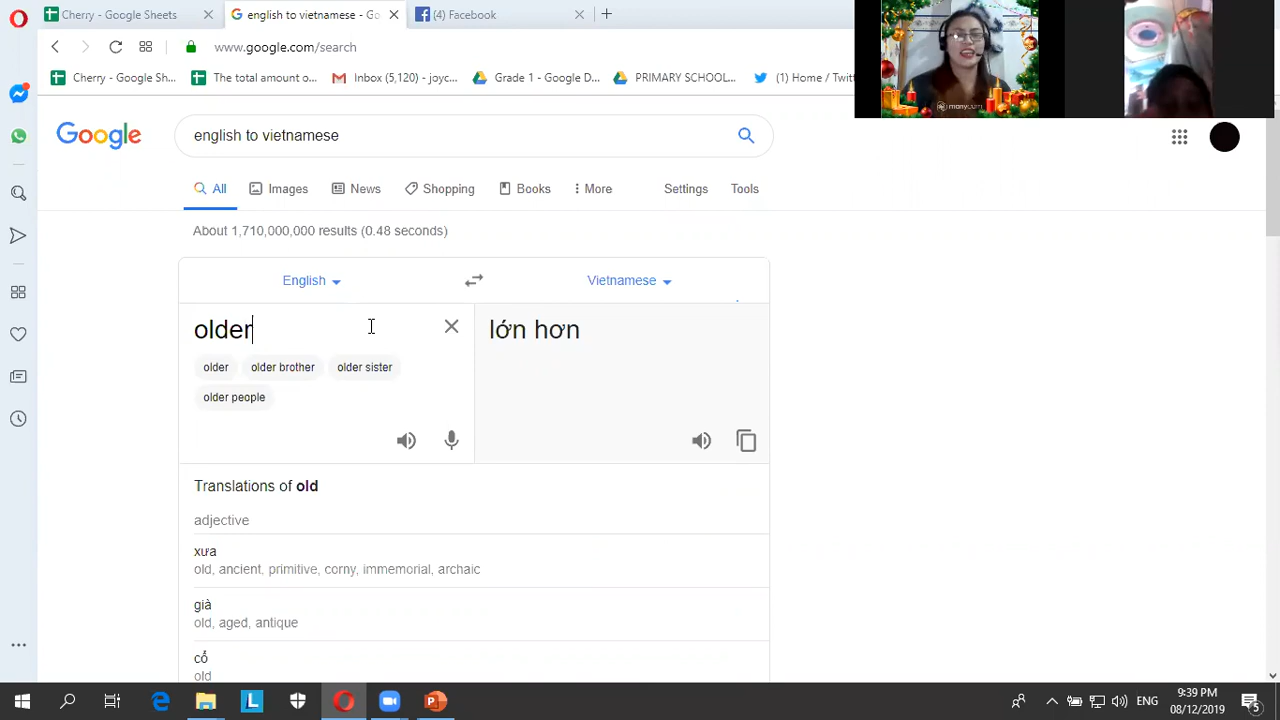 Cherry - Google Sheets
english to vietnamese - Go
(4) Facebook
www.google.com/search
Cherry - Google Sh...
The total amount o...
Inbox (5,120) - joyc...
Grade 1 - Google D...
PRIMARY SCHOOL...
(1) Home / Twitt
manycam
Google
english to vietnamese
All
Images
News
Shopping
Books
More
Settings
Tools
About 1,710,000,000 results (0.48 seconds)
English
Vietnamese
older
lớn hơn
older
older brother
older sister
older people
Translations of old
adjective
xưa
old, ancient, primitive, corny, immemorial, archaic
già
old, aged, antique
cổ
old
ENG
9:39 PM
08/12/2019
5